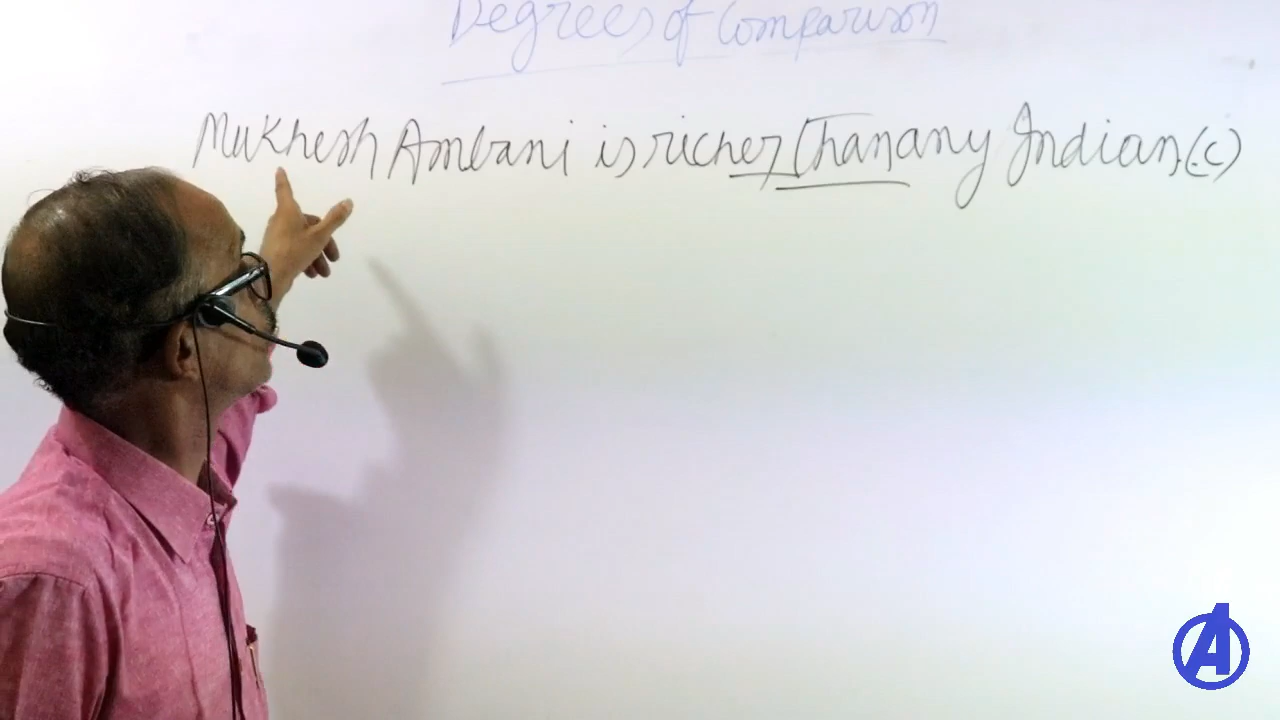 Degrees of Comparison
Mukhesh Ambani is richer than any Indian.(c)